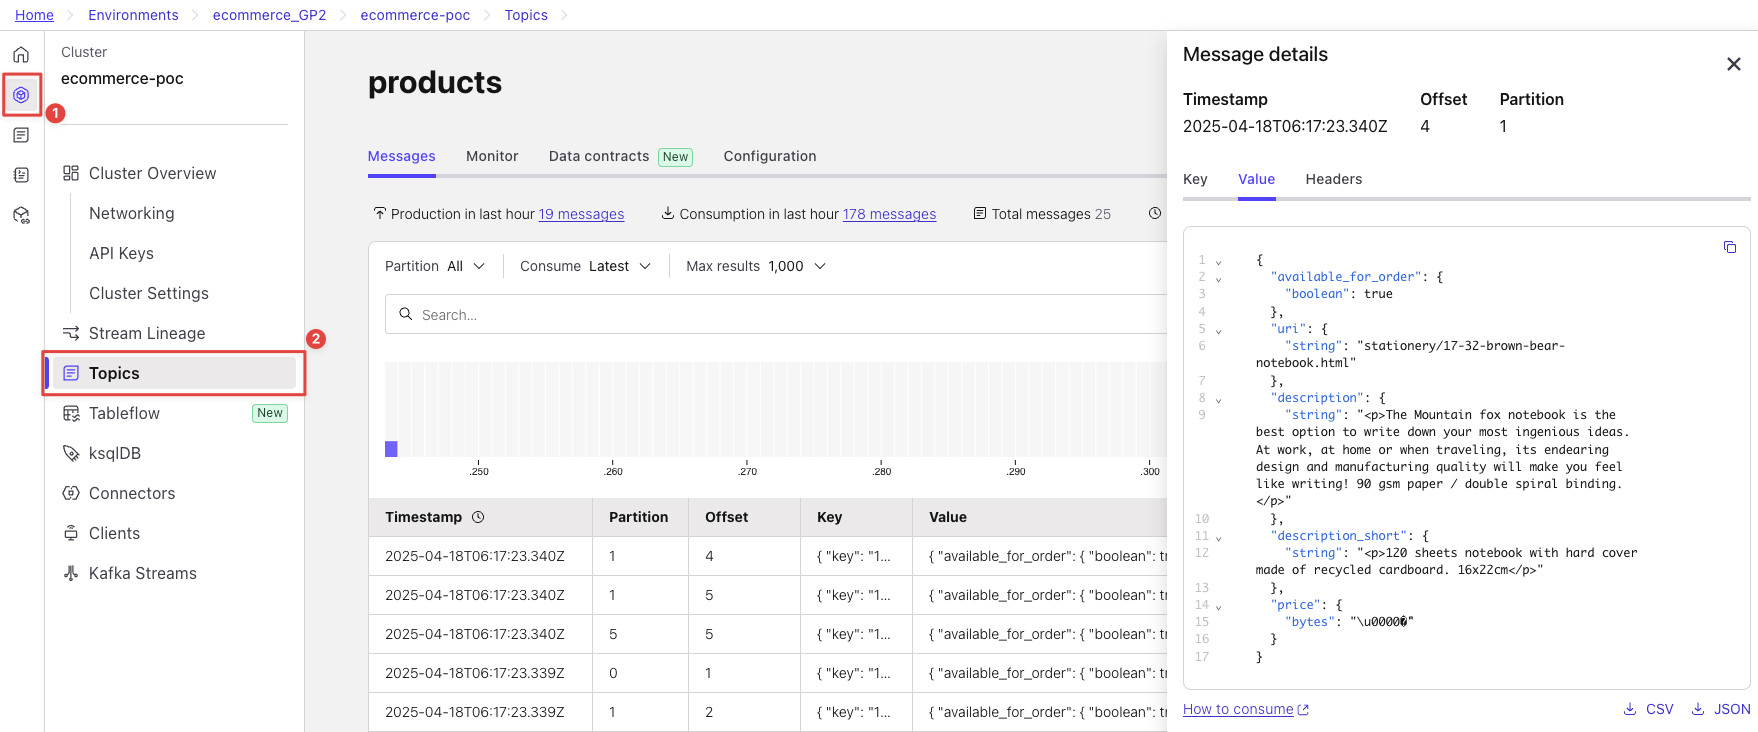 Home
Environments
ecommerce_GP2
ecommerce-poc
Topics
Cluster
ecommerce-poc
1
Cluster Overview
Networking
API Keys
Cluster Settings
Stream Lineage
2
Topics
Tableflow New
ksqlDB
Connectors
Clients
Kafka Streams
products
Messages Monitor Data contracts New Configuration
Production in last hour 19 messages Consumption in last hour 178 messages Total messages 25
Partition All Consume Latest Max results 1,000
Search...
.250 .260 .270 .280 .290 .300
Timestamp Partition Offset Key Value
2025-04-18T06:17:23.340Z 1 4 { "key": "1... { "available_for_order": { "boolean": tr
2025-04-18T06:17:23.340Z 1 5 { "key": "1... { "available_for_order": { "boolean": tr
2025-04-18T06:17:23.340Z 5 5 { "key": "1... { "available_for_order": { "boolean": tr
2025-04-18T06:17:23.339Z 0 1 { "key": "1... { "available_for_order": { "boolean": tr
2025-04-18T06:17:23.339Z 1 2 { "key": "1... { "available_for_order": { "boolean": tr
Message details
Timestamp Offset Partition
2025-04-18T06:17:23.340Z 4 1
Key Value Headers
1 {
2 "available_for_order": {
3 "boolean": true
4 },
5 "uri": {
6 "string": "stationery/17-32-brown-bear-
notebook.html"
7 },
8 "description": {
9 "string": "<p>The Mountain fox notebook is the
best option to write down your most ingenious ideas.
At work, at home or when traveling, its endearing
design and manufacturing quality will make you feel
like writing! 90 gsm paper / double spiral binding.
</p>"
10 },
11 "description_short": {
12 "string": "<p>120 sheets notebook with hard cover
made of recycled cardboard. 16x22cm</p>"
13 },
14 "price": {
15 "bytes": "\u0000�"
16 }
17 }
How to consume CSV JSON